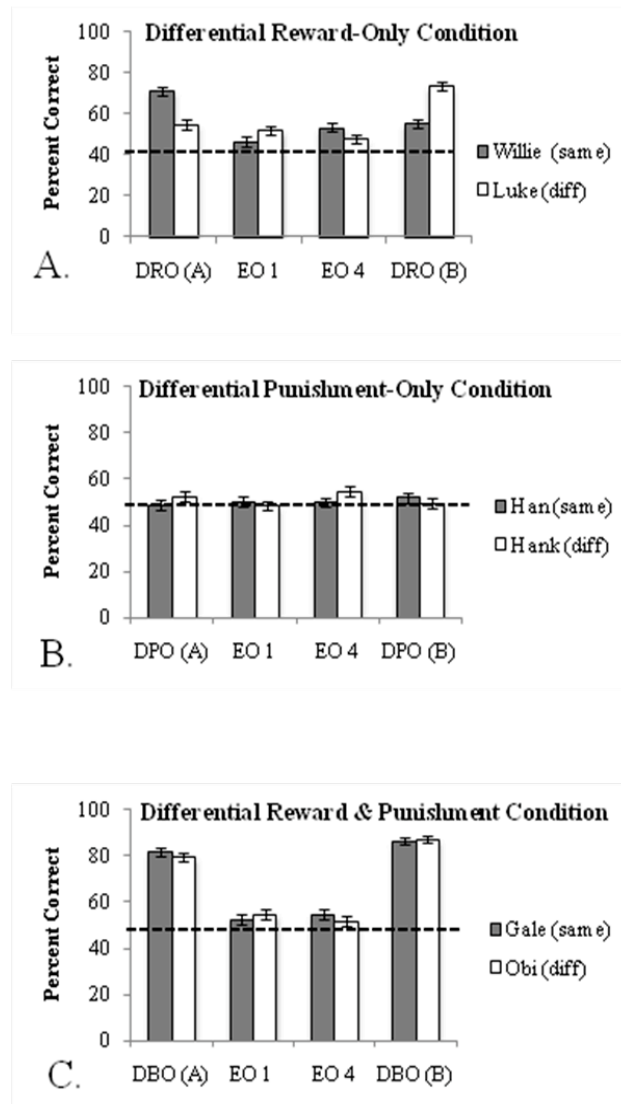 Differential Reward-Only Condition
Percent Correct
100
80
60
40
20
0
DRO (A) EO 1 EO 4 DRO (B)
Willie (same)
Luke (diff)
A.
Differential Punishment-Only Condition
Percent Correct
100
80
60
40
20
0
DPO (A) EO 1 EO 4 DPO (B)
Han (same)
Hank (diff)
B.
Differential Reward & Punishment Condition
Percent Correct
100
80
60
40
20
0
DBO (A) EO 1 EO 4 DBO (B)
Gale (same)
Obi (diff)
C.